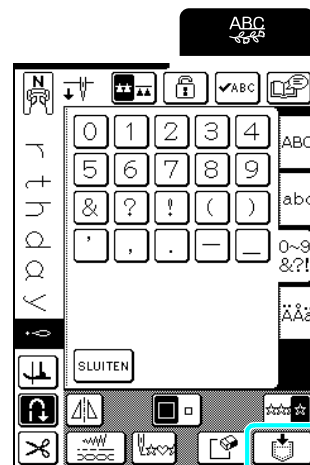 ABC
N
✔ABC
0 1 2 3 4
5 6 7 8 9
& ? ! ( )
' , . — _
ABC
abc
0~9
&?!
ÄÅä
SLUITEN